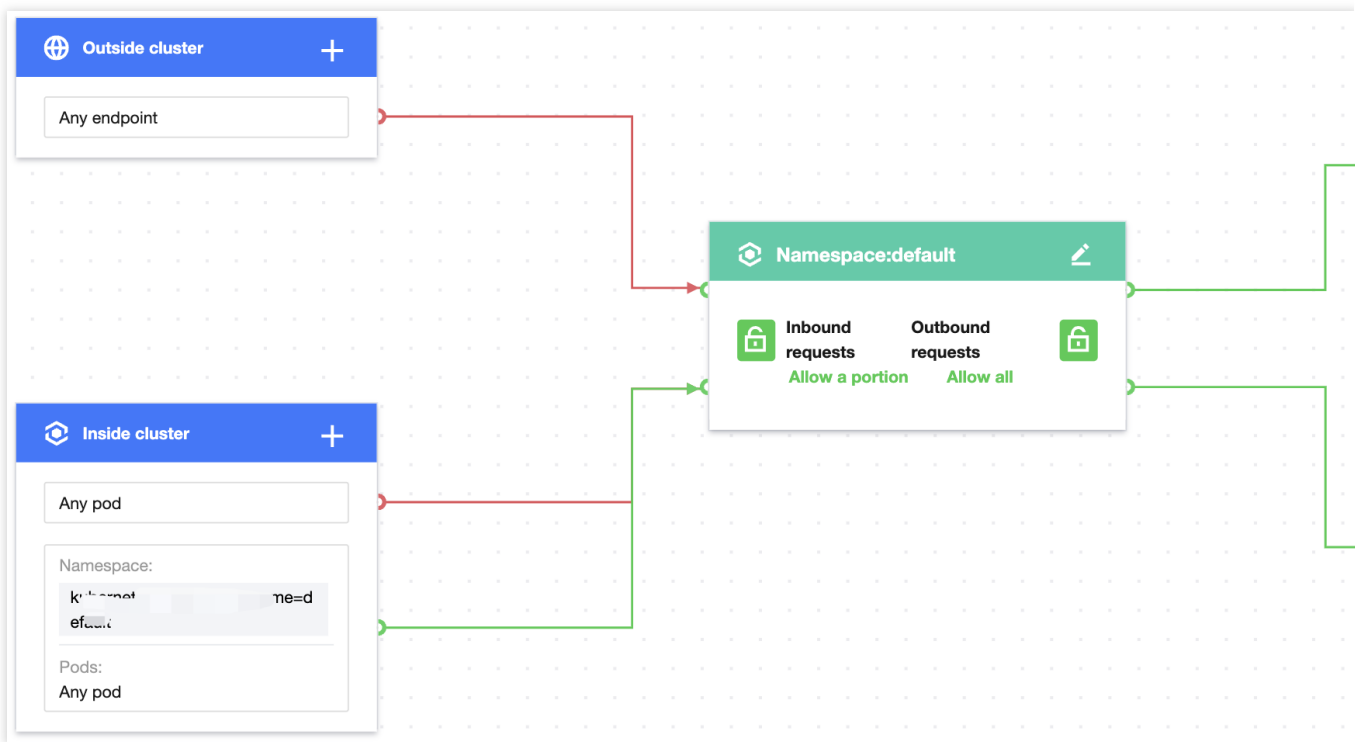 Outside cluster
Any endpoint
Namespace:default
Inbound requests
Outbound requests
Allow a portion
Allow all
Inside cluster
Any pod
Namespace:
me=d
Pods:
Any pod